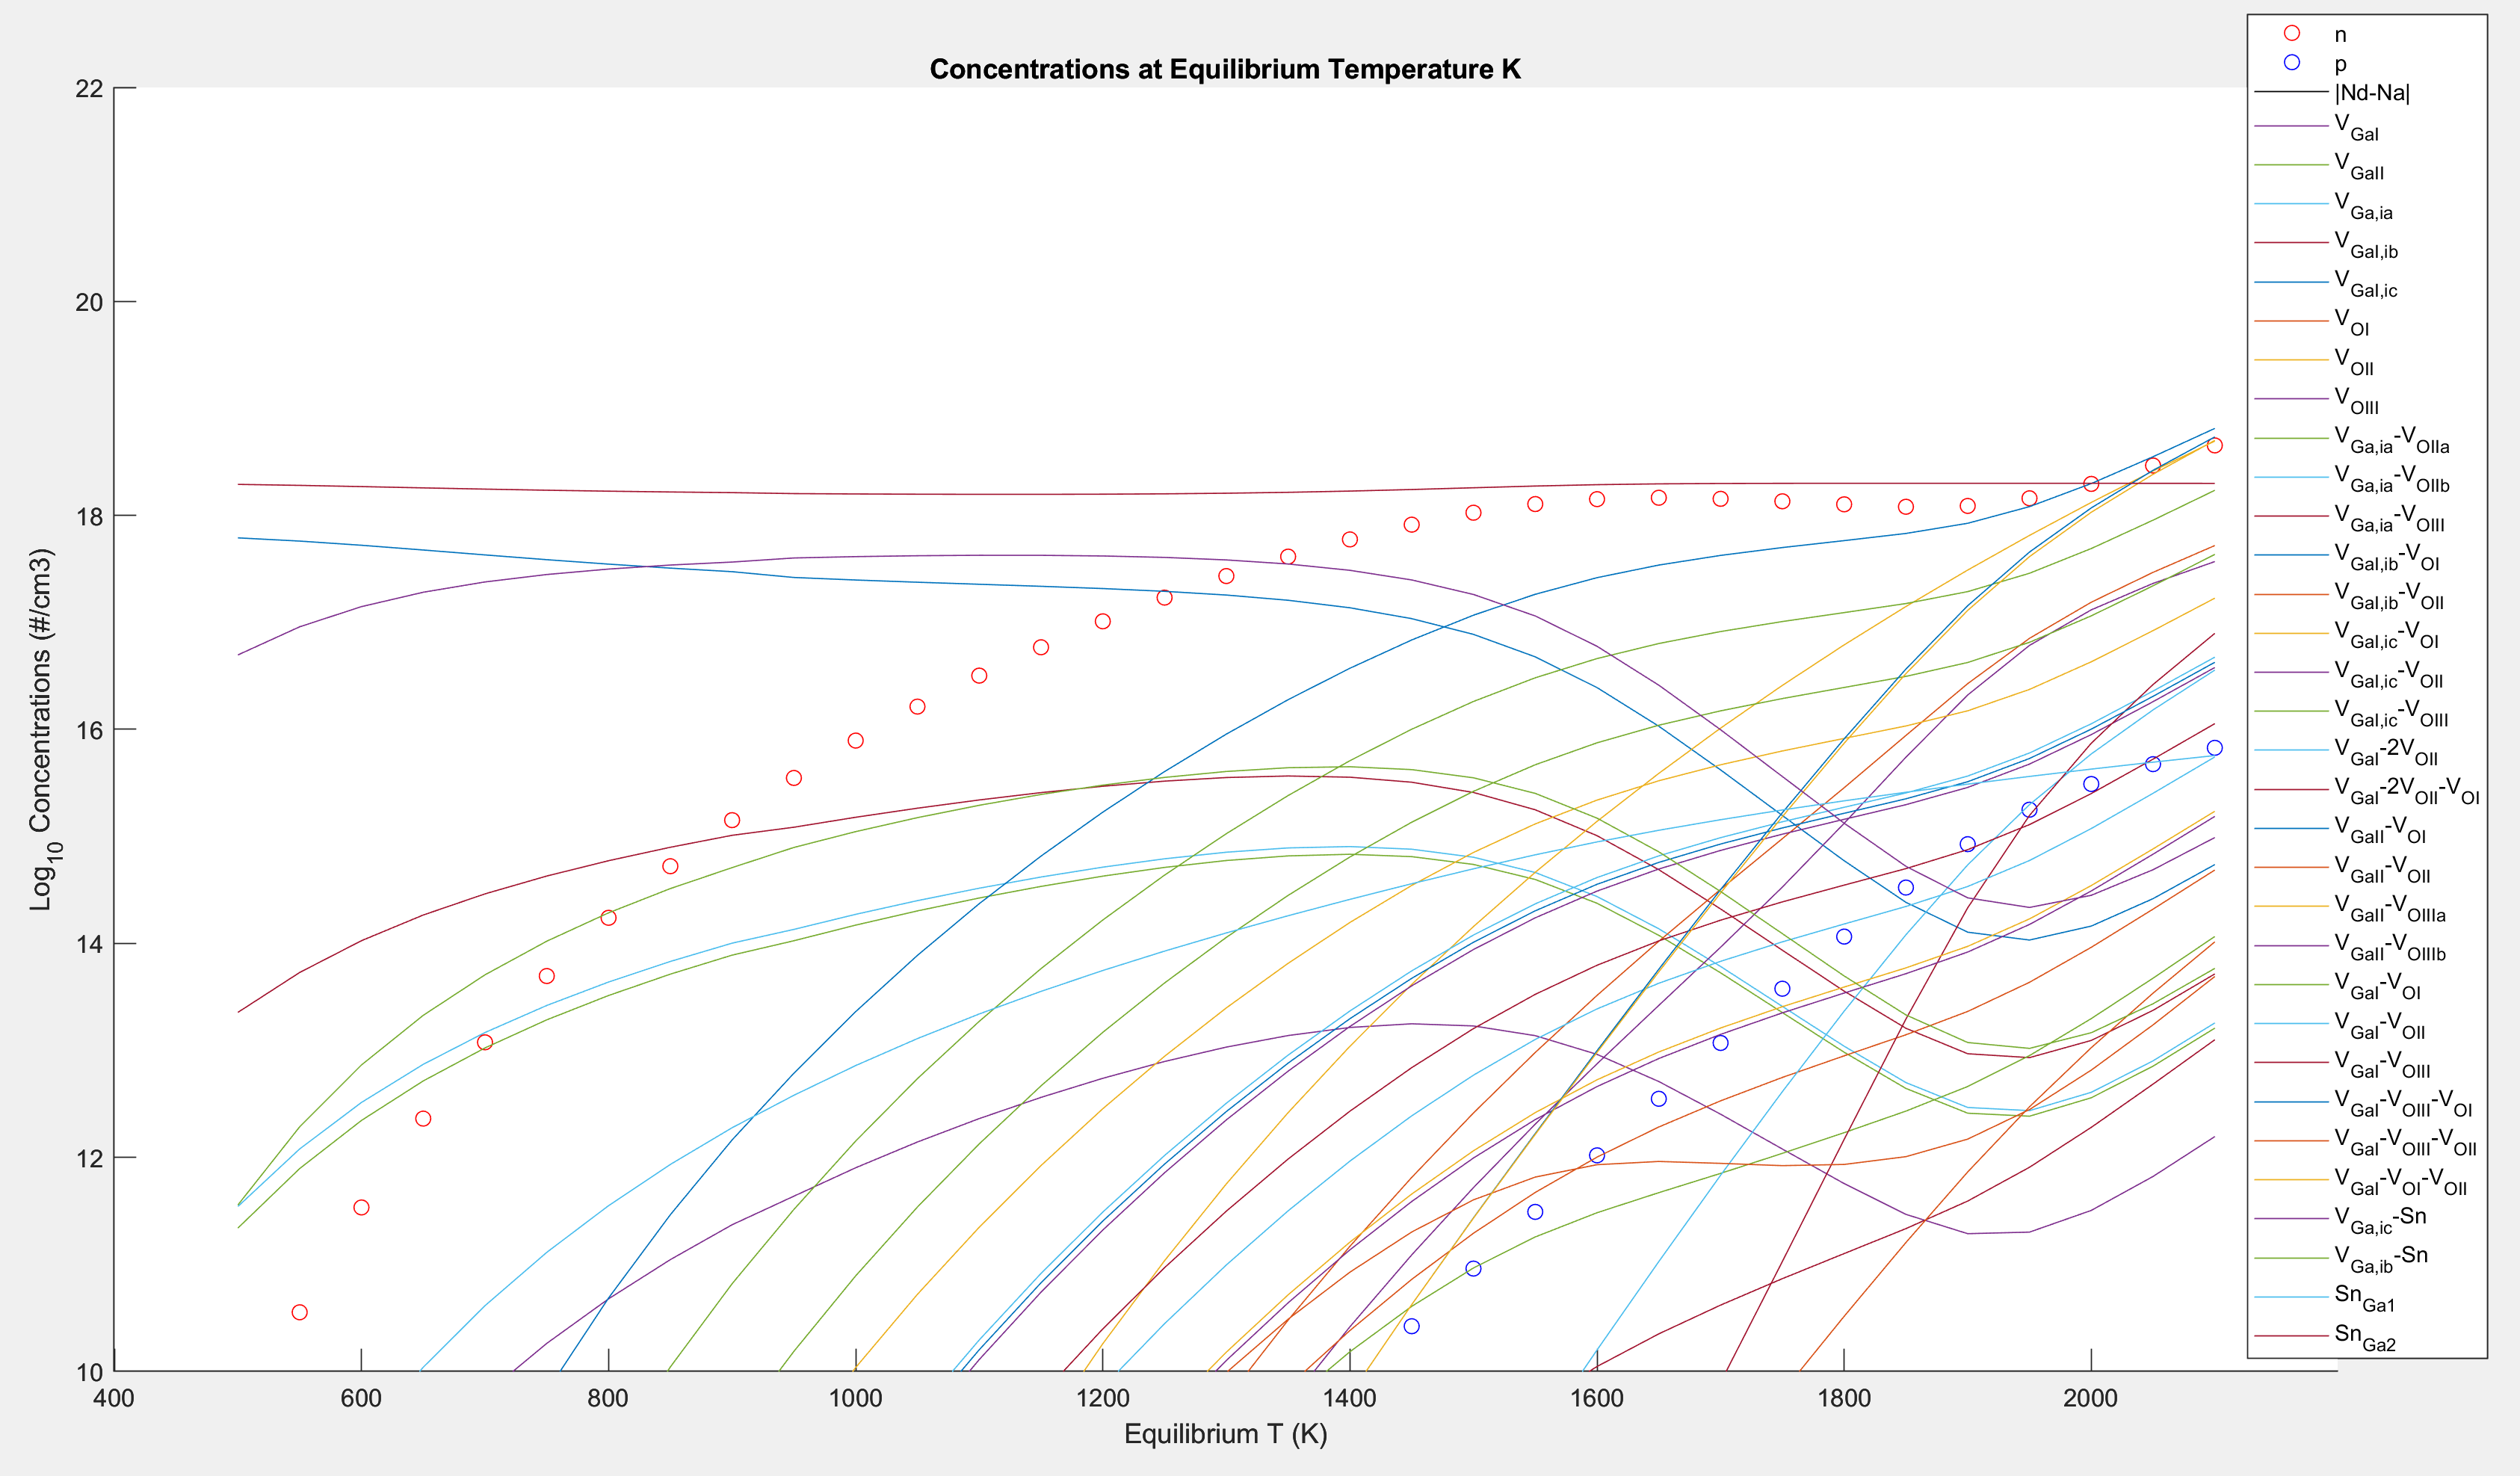 Concentrations at Equilibrium Temperature K
Log10 Concentrations (#/cm3)
22
20
18
16
14
12
10
400 600 800 1000 1200 1400 1600 1800 2000
Equilibrium T (K)
n
p
|Nd-Na|
VGaI
VGaII
VGa,ia
VGaI,ib
VGaI,ic
VOI
VOII
VOIII
VGa,ia-VOIIa
VGa,ia-VOIIb
VGa,ia-VOIII
VGaI,ib-VOI
VGaI,ib-VOII
VGaI,ic-VOI
VGaI,ic-VOII
VGaI,ic-VOIII
VGaI-2VOII
VGaI-2VOII-VOI
VGaII-VOI
VGaII-VOII
VGaII-VOIIIa
VGaII-VOIIIb
VGaI-VOI
VGaI-VOII
VGaI-VOIII
VGaI-VOIII-VOI
VGaI-VOIII-VOII
VGaI-VOI-VOII
VGa,ic-Sn
VGa,ib-Sn
SnGa1
SnGa2